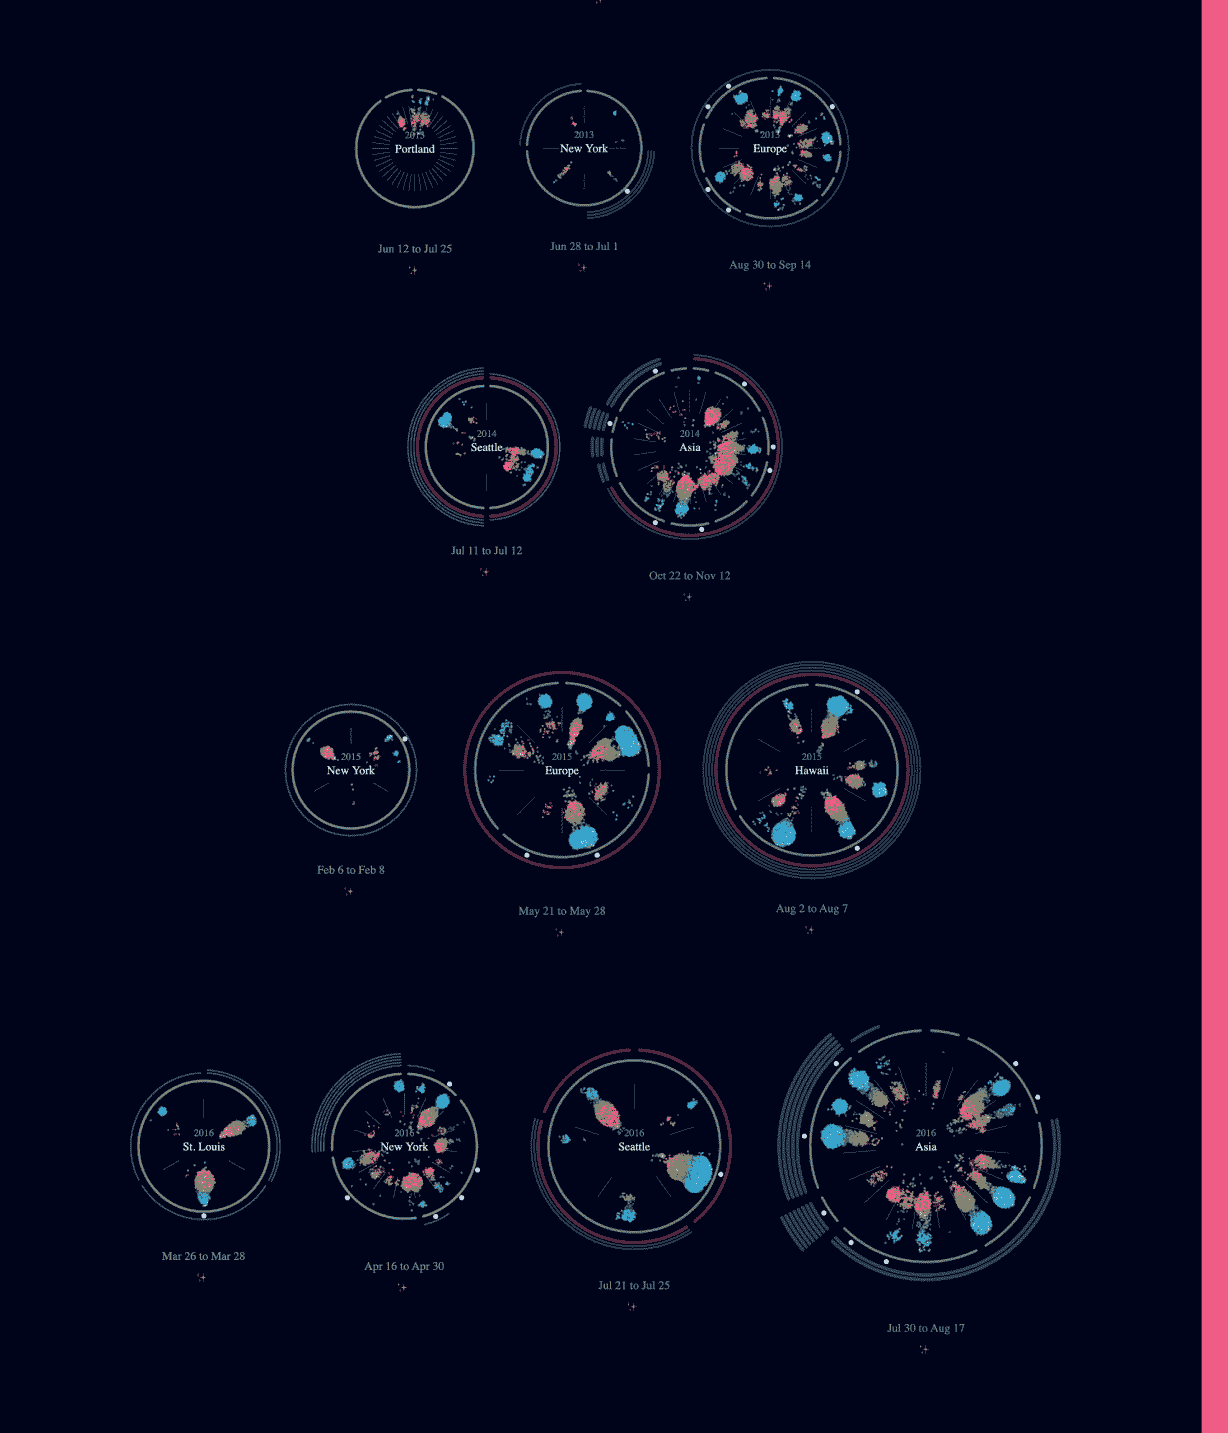 2013
Portland
Jun 12 to Jul 25
2013
New York
Jun 28 to Jul 1
2013
Europe
Aug 30 to Sep 14
2014
Seattle
Jul 11 to Jul 12
2014
Asia
Oct 22 to Nov 12
2015
New York
Feb 6 to Feb 8
2015
Europe
May 21 to May 28
2015
Hawaii
Aug 2 to Aug 7
2016
St. Louis
Mar 26 to Mar 28
2016
New York
Apr 16 to Apr 30
2016
Seattle
Jul 21 to Jul 25
2016
Asia
Jul 30 to Aug 17